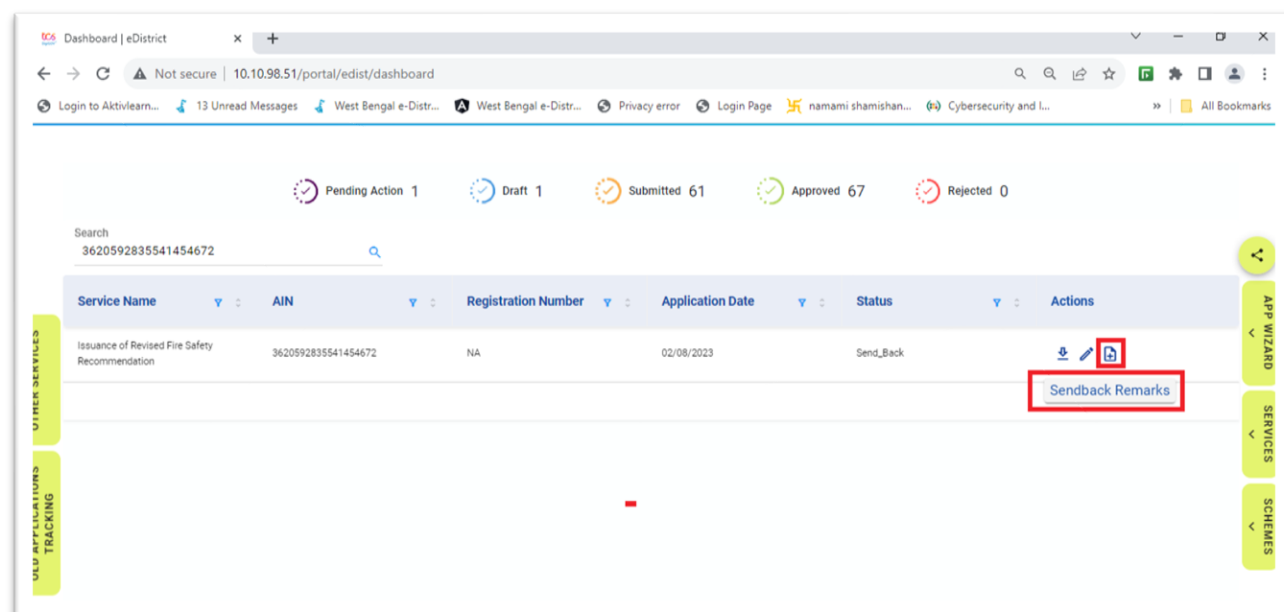 Dashboard | eDistrict
Not secure | 10.10.98.51/portal/edist/dashboard
Login to Aktivlearn... 13 Unread Messages West Bengal e-Distr... West Bengal e-Distr... Privacy error Login Page namami shamishan... Cybersecurity and I... » All Bookmarks
Pending Action 1 Draft 1 Submitted 61 Approved 67 Rejected 0
Search
3620592835541454672
Service Name AIN Registration Number Application Date Status Actions
Issuance of Revised Fire Safety
Recommendation
3620592835541454672 NA 02/08/2023 Send_Back
Sendback Remarks
OTHER SERVICES
OLD APPLICATIONS
TRACKING
APP WIZARD
SERVICES
SCHEMES